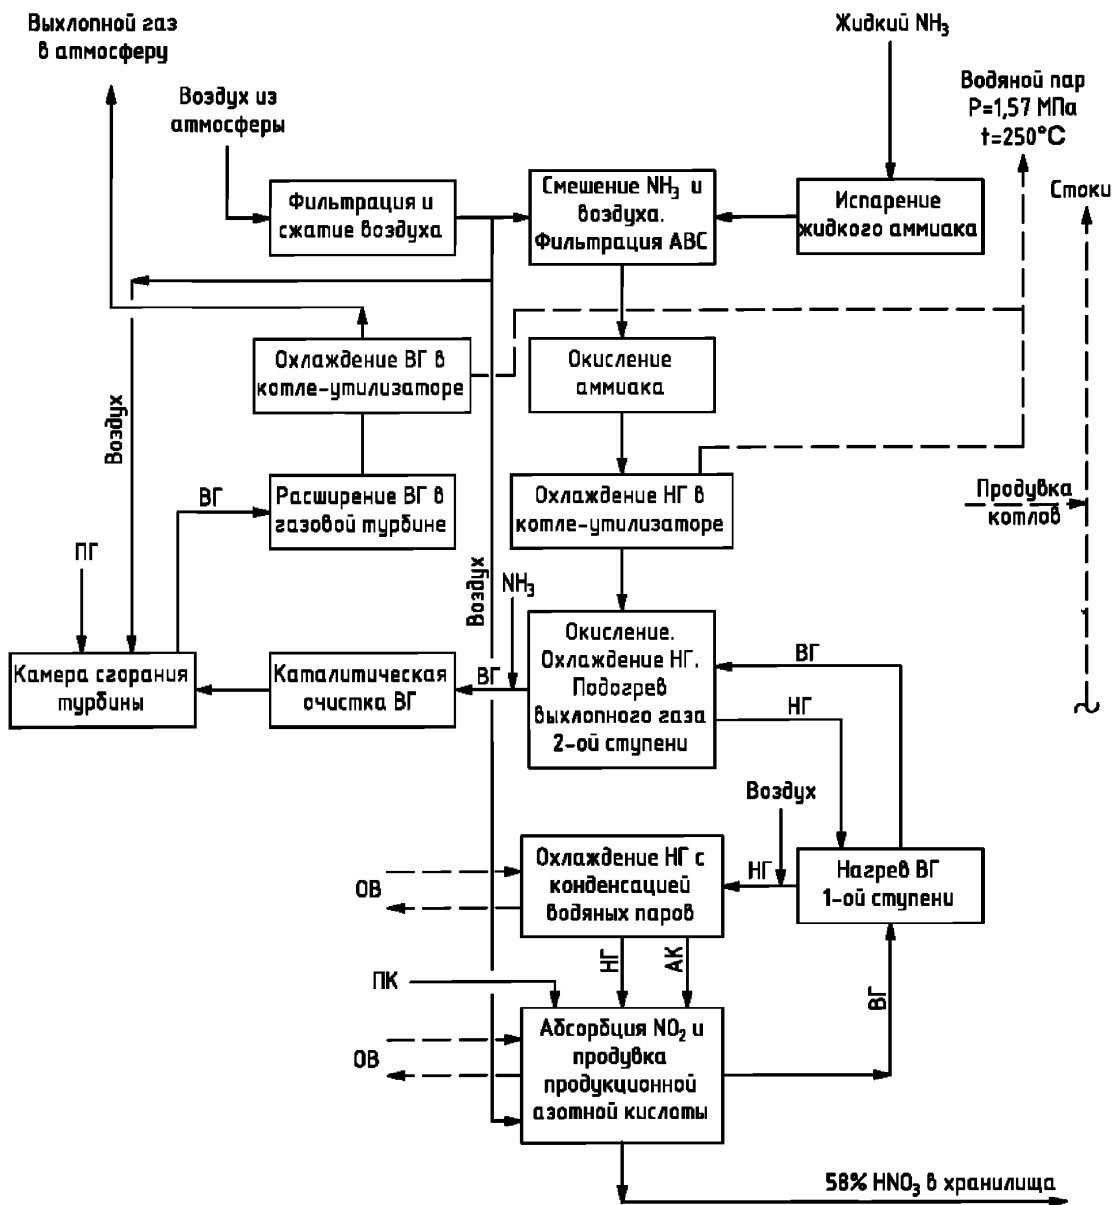 Выхлопной газ
в атмосферу
Жидкий NH₃
Воздух из
атмосферы
Водяной пар
P=1,57 МПа
t=250°C
Стоки
Фильтрация и
сжатие воздуха
Смешение NH₃ и
воздуха.
Фильтрация АВС
Испарение
жидкого аммиака
Охлаждение ВГ в
котле-утилизаторе
Окисление
аммиака
Воздух
Расширение ВГ в
газовой турбине
ВГ
Охлаждение НГ в
котле-утилизаторе
Продувка
котлов
ПГ
Воздух
NH₃
Камера сгорания
турбины
Каталитическая
очистка ВГ
ВГ
Окисление.
Охлаждение НГ.
Подогрев
выхлопного газа
2-ой ступени
ВГ
НГ
Воздух
ОВ
Охлаждение НГ с
конденсацией
водяных паров
НГ
Нагрев ВГ
1-ой ступени
НГ
АК
ВГ
ПК
ОВ
Абсорбция NO₂ и
продувка
продукционной
азотной кислоты
58% HNO₃ в хранилища